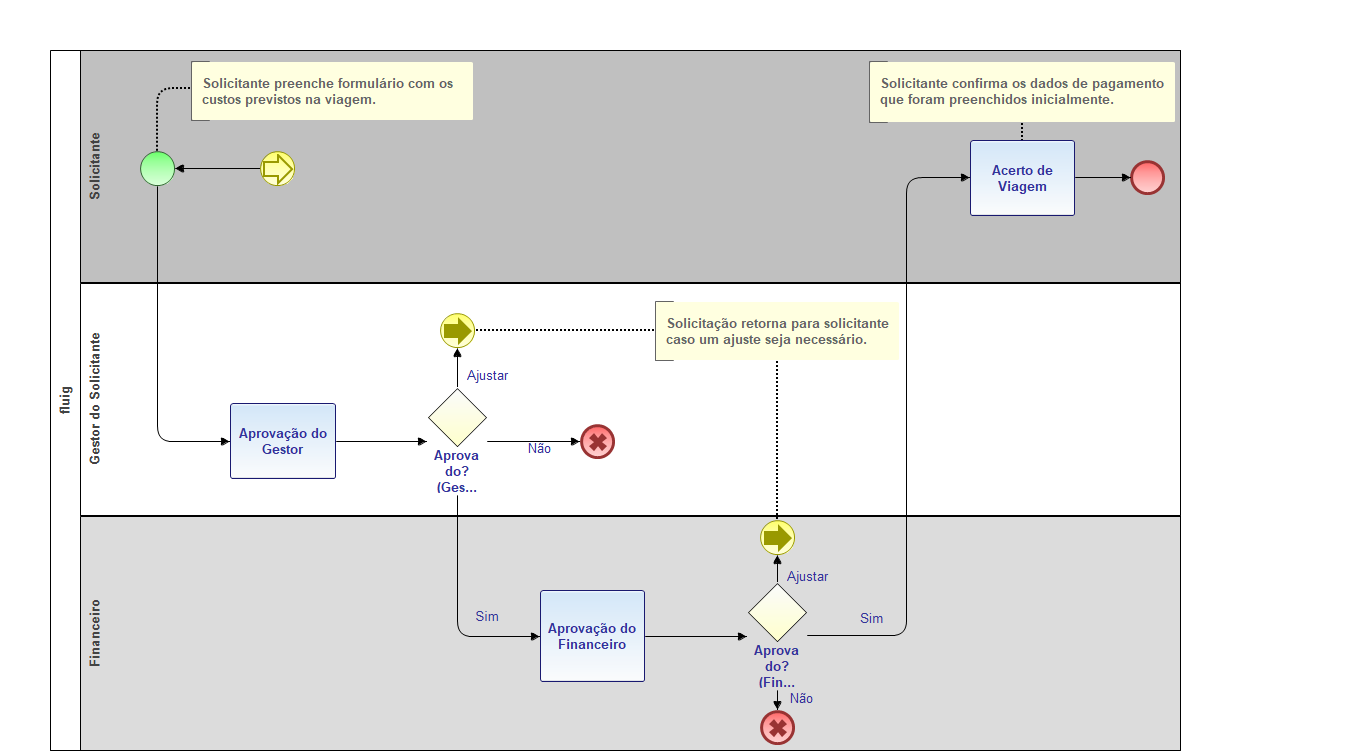 fluig
Solicitante
Solicitante preenche formulário com os
custos previstos na viagem.
Solicitante confirma os dados de pagamento
que foram preenchidos inicialmente.
Acerto de
Viagem
Gestor do Solicitante
Solicitação retorna para solicitante
caso um ajuste seja necessário.
Ajustar
Aprovação do
Gestor
Não
Aprova
do?
(Ges...
Financeiro
Ajustar
Sim
Aprovação do
Financeiro
Sim
Aprova
do?
(Fin...
Não